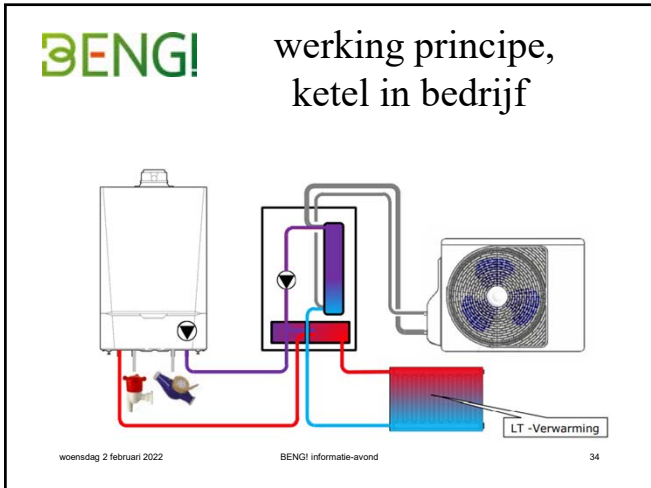 BENG!
werking principe,
ketel in bedrijf
LT -Verwarming
woensdag 2 februari 2022
BENG! informatie-avond
34